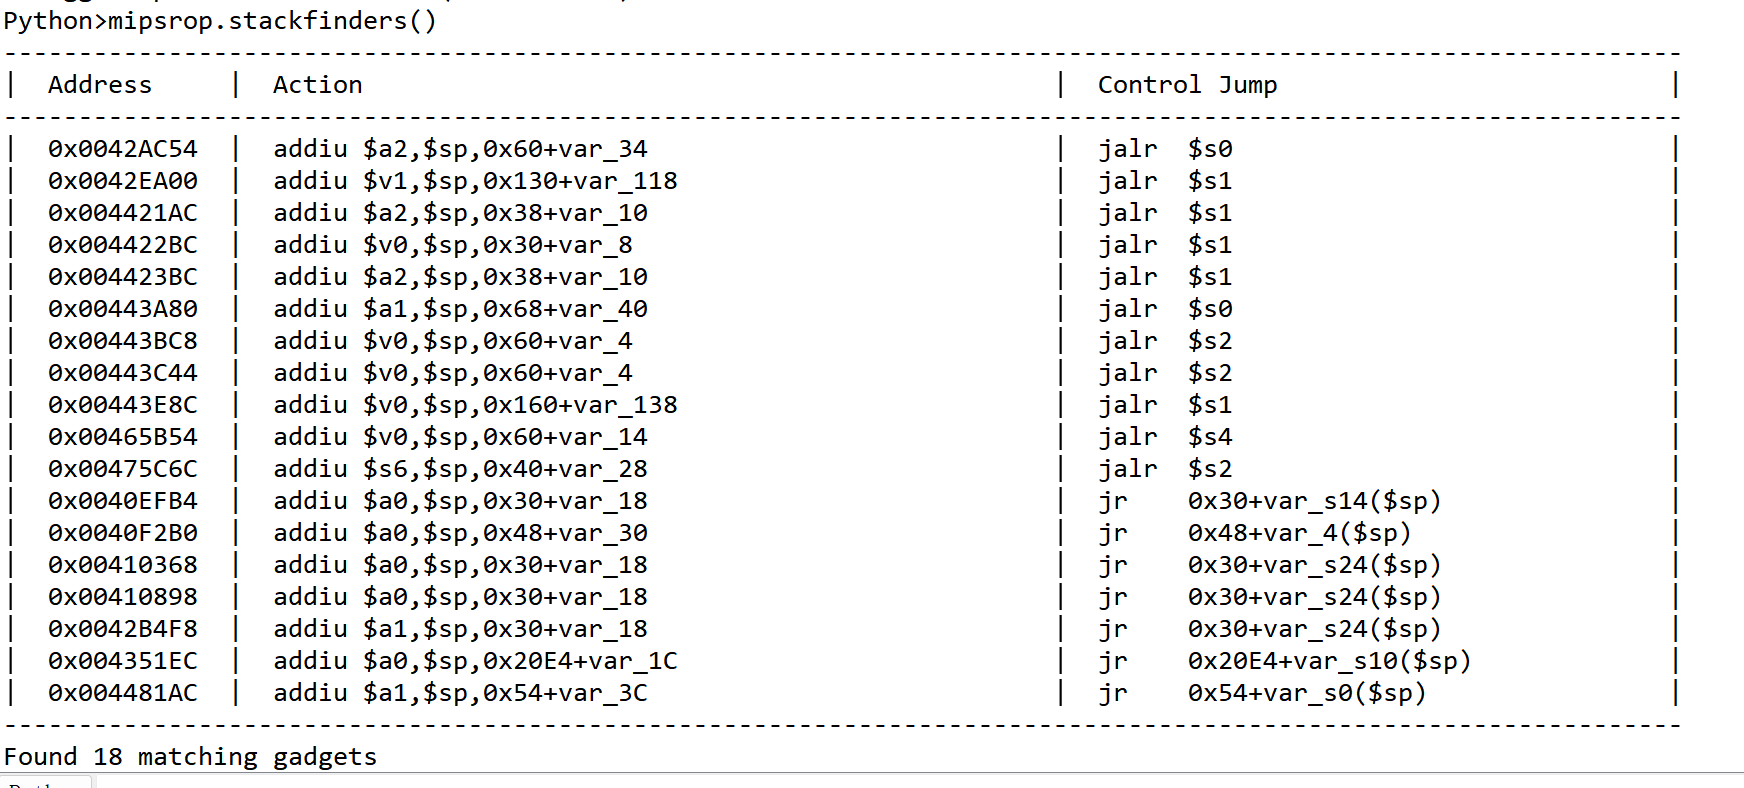 Python>mipsrop.stackfinders()
----------------------------------------------------------------------------------------------------------------
|  Address     |  Action                                              |  Control Jump                          |
----------------------------------------------------------------------------------------------------------------
|  0x0042AC54  |  addiu $a2,$sp,0x60+var_34                           |  jalr  $s0                             |
|  0x0042EA00  |  addiu $v1,$sp,0x130+var_118                         |  jalr  $s1                             |
|  0x004421AC  |  addiu $a2,$sp,0x38+var_10                           |  jalr  $s1                             |
|  0x004422BC  |  addiu $v0,$sp,0x30+var_8                            |  jalr  $s1                             |
|  0x004423BC  |  addiu $a2,$sp,0x38+var_10                           |  jalr  $s1                             |
|  0x00443A80  |  addiu $a1,$sp,0x68+var_40                           |  jalr  $s0                             |
|  0x00443BC8  |  addiu $v0,$sp,0x60+var_4                            |  jalr  $s2                             |
|  0x00443C44  |  addiu $v0,$sp,0x60+var_4                            |  jalr  $s2                             |
|  0x00443E8C  |  addiu $v0,$sp,0x160+var_138                         |  jalr  $s1                             |
|  0x00465B54  |  addiu $v0,$sp,0x60+var_14                           |  jalr  $s4                             |
|  0x00475C6C  |  addiu $s6,$sp,0x40+var_28                           |  jalr  $s2                             |
|  0x0040EFB4  |  addiu $a0,$sp,0x30+var_18                           |  jr    0x30+var_s14($sp)               |
|  0x0040F2B0  |  addiu $a0,$sp,0x48+var_30                           |  jr    0x48+var_4($sp)                 |
|  0x00410368  |  addiu $a0,$sp,0x30+var_18                           |  jr    0x30+var_s24($sp)               |
|  0x00410898  |  addiu $a0,$sp,0x30+var_18                           |  jr    0x30+var_s24($sp)               |
|  0x0042B4F8  |  addiu $a1,$sp,0x30+var_18                           |  jr    0x30+var_s24($sp)               |
|  0x004351EC  |  addiu $a0,$sp,0x20E4+var_1C                         |  jr    0x20E4+var_s10($sp)             |
|  0x004481AC  |  addiu $a1,$sp,0x54+var_3C                           |  jr    0x54+var_s0($sp)                |
----------------------------------------------------------------------------------------------------------------
Found 18 matching gadgets